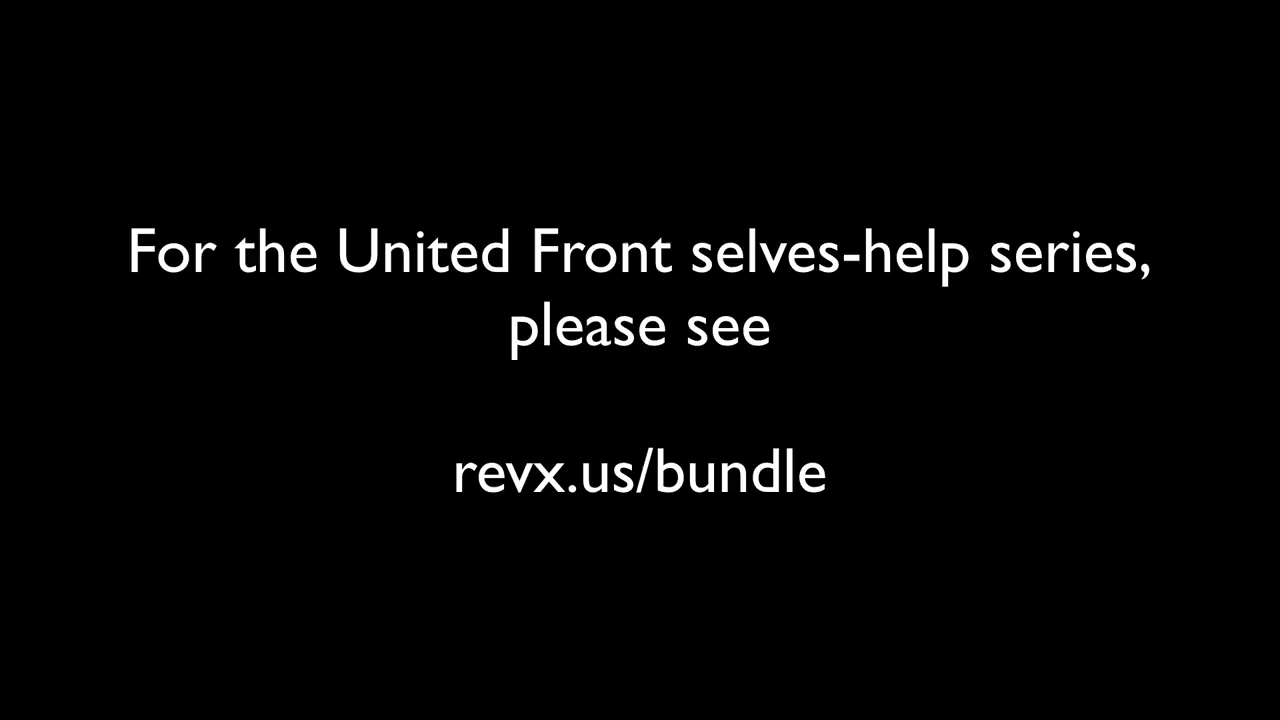 For the United Front selves-help series,
please see
revx.us/bundle